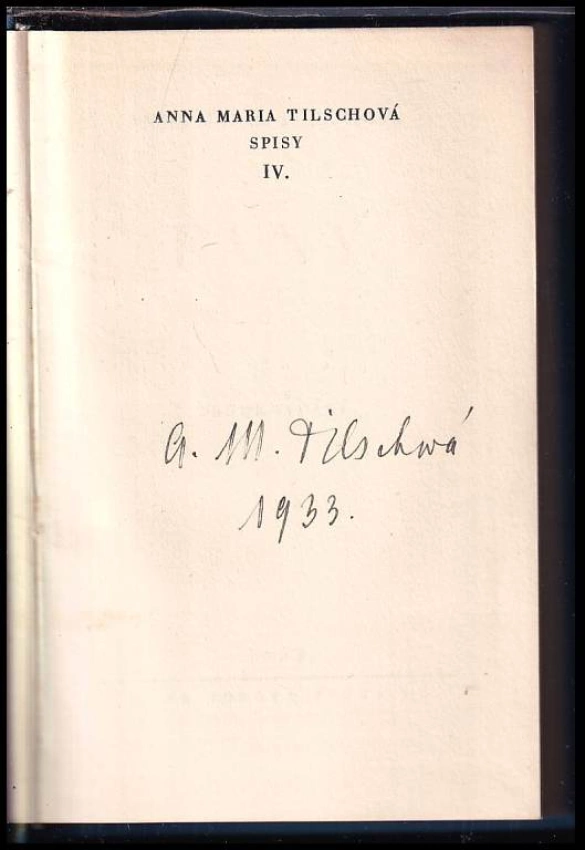 ANNA MARIA TILSCHOVÁ
SPISY
IV.
A. M. Tilschová
1933.